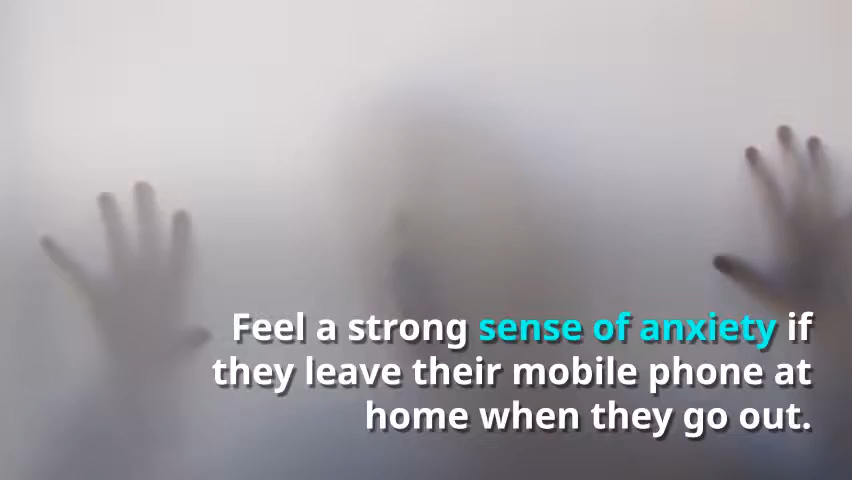 Feel a strong sense of anxiety if
they leave their mobile phone at
home when they go out.